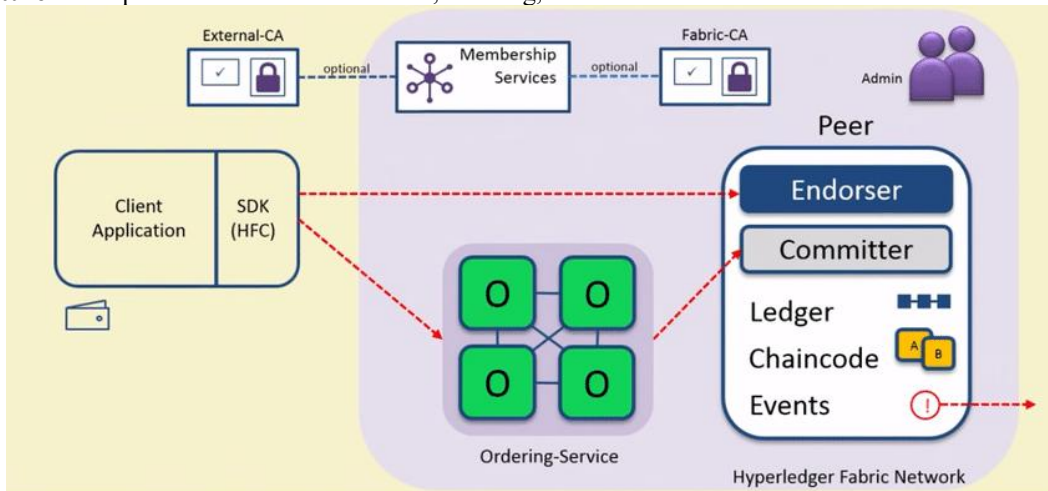 External-CA
Fabric-CA
Membership
Services
optional
optional
Admin
Peer
Client
Application
SDK
(HFC)
Endorser
Committer
O O
O O
Ledger
Chaincode
A
B
Events
!
Ordering-Service
Hyperledger Fabric Network